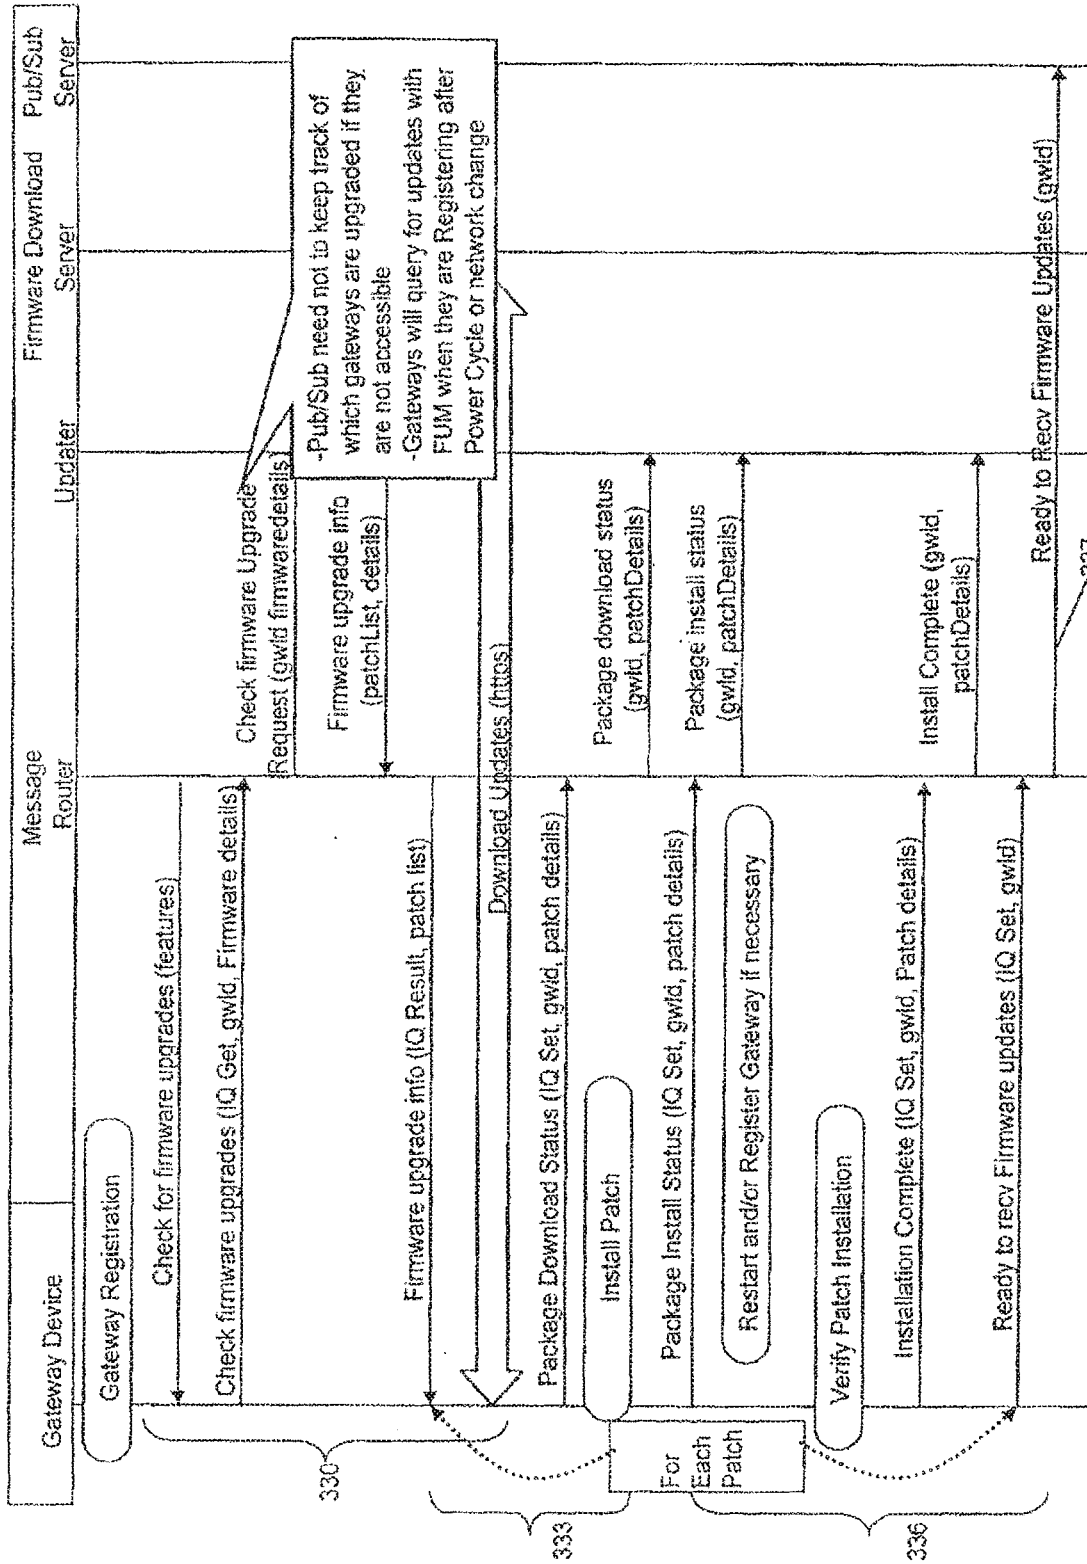 Gateway Device
Message
Router
Updater
Firmware Download
Server
Pub/Sub
Server
Gateway Registration
Check for firmware upgrades (features)
Check firmware upgrades (IQ Get, gwId, Firmware details)
Check firmware Upgrade
Request (gwId firmwaredetails)
-Pub/Sub need not to keep track of
which gateways are upgraded if they
are not accessible
-Gateways will query for updates with
FUM when they are Registering after
Power Cycle or network change
Firmware upgrade info
(patchList, details)
Firmware upgrade info (IQ Result, patch list)
Download Updates (https)
330
Package Download Status (IQ Set, gwId, patch details)
Package download status
(gwId, patchDetails)
Install Patch
333
For
Each
Patch
Package Install Status (IQ Set, gwId, patch details)
Package install status
(gwId, patchDetails)
Restart and/or Register Gateway if necessary
Verify Patch Installation
Installation Complete (IQ Set, gwId, Patch details)
Install Complete (gwId,
patchDetails)
336
Ready to recv Firmware updates (IQ Set, gwId)
Ready to Recv Firmware Updates (gwId)
337